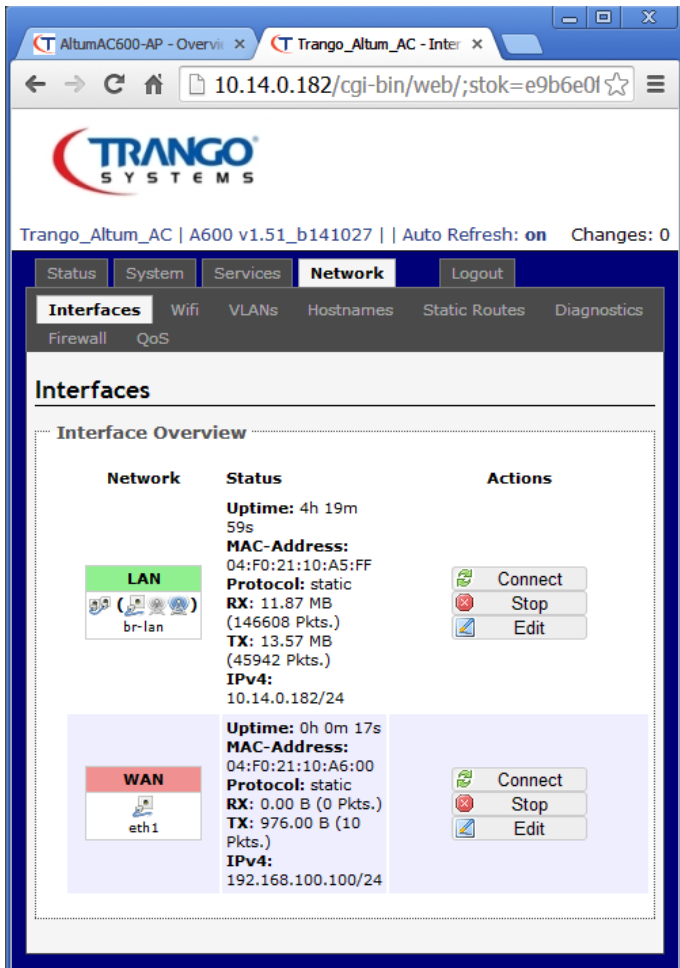 AltumAC600-AP - Overvi
Trango_Altum_AC - Inter
10.14.0.182/cgi-bin/web/;stok=e9b6e0f
TRANGO
SYSTEMS
Trango_Altum_AC | A600 v1.51_b141027 | | Auto Refresh: on Changes: 0
Status System Services Network Logout
Interfaces Wifi VLANs Hostnames Static Routes Diagnostics
Firewall QoS
Interfaces
Interface Overview
Network Status Actions
Uptime: 4h 19m
59s
MAC-Address:
04:F0:21:10:A5:FF
Protocol: static
RX: 11.87 MB
(146608 Pkts.)
TX: 13.57 MB
(45942 Pkts.)
IPv4:
10.14.0.182/24
LAN
( )
br-lan
Connect
Stop
Edit
Uptime: 0h 0m 17s
MAC-Address:
04:F0:21:10:A6:00
Protocol: static
RX: 0.00 B (0 Pkts.)
TX: 976.00 B (10
Pkts.)
IPv4:
192.168.100.100/24
WAN
eth1
Connect
Stop
Edit